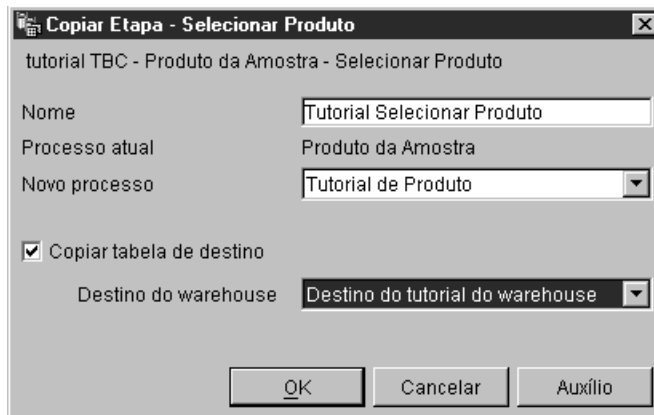 Copiar Etapa - Selecionar Produto
tutorial TBC - Produto da Amostra - Selecionar Produto
Nome Tutorial Selecionar Produto
Processo atual Produto da Amostra
Novo processo Tutorial de Produto
Copiar tabela de destino
Destino do warehouse Destino do tutorial do warehouse
OK Cancelar Auxílio